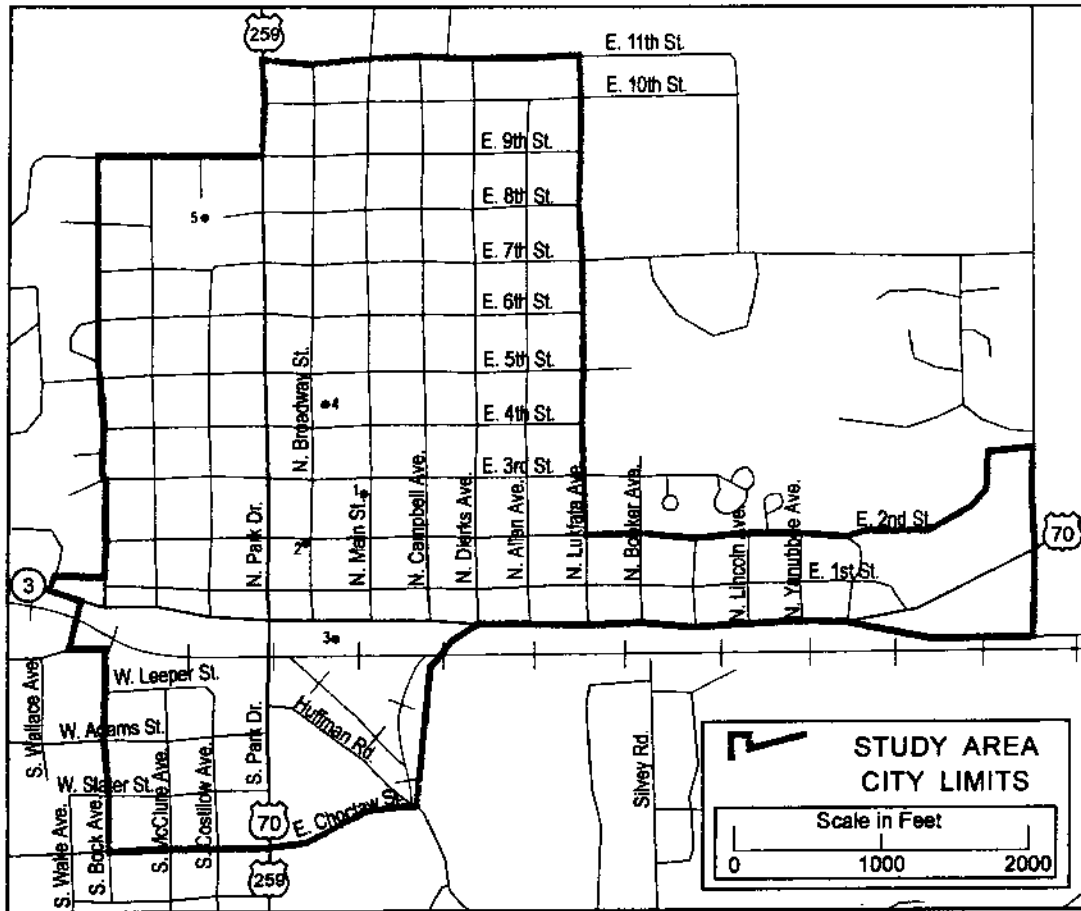 259
E. 11th St.
E. 10th St.
E. 9th St.
E. 8th St.
5
E. 7th St.
E. 6th St.
E. 5th St.
4
E. 4th St.
N. Broadway St.
E. 3rd St.
1
2
N. Park Dr.
N. Main St.
N. Campbell Ave.
N. Dierks Ave.
N. Allen Ave.
N. Lukfata Ave.
N. Booker Ave.
N. Lincoln Ave.
N. Yanubbee Ave.
E. 2nd St.
70
E. 1st St.
3
3
W. Leeper St.
S. Wallace Ave.
W. Adams St.
S. Park Dr.
Huffman Rd.
Silvey Rd.
W. Slater St.
S. Wake Ave.
S. Bock Ave.
S. McClure Ave.
S. Costilow Ave.
70
E. Choctaw St.
259
STUDY AREA
CITY LIMITS
Scale in Feet
0 1000 2000